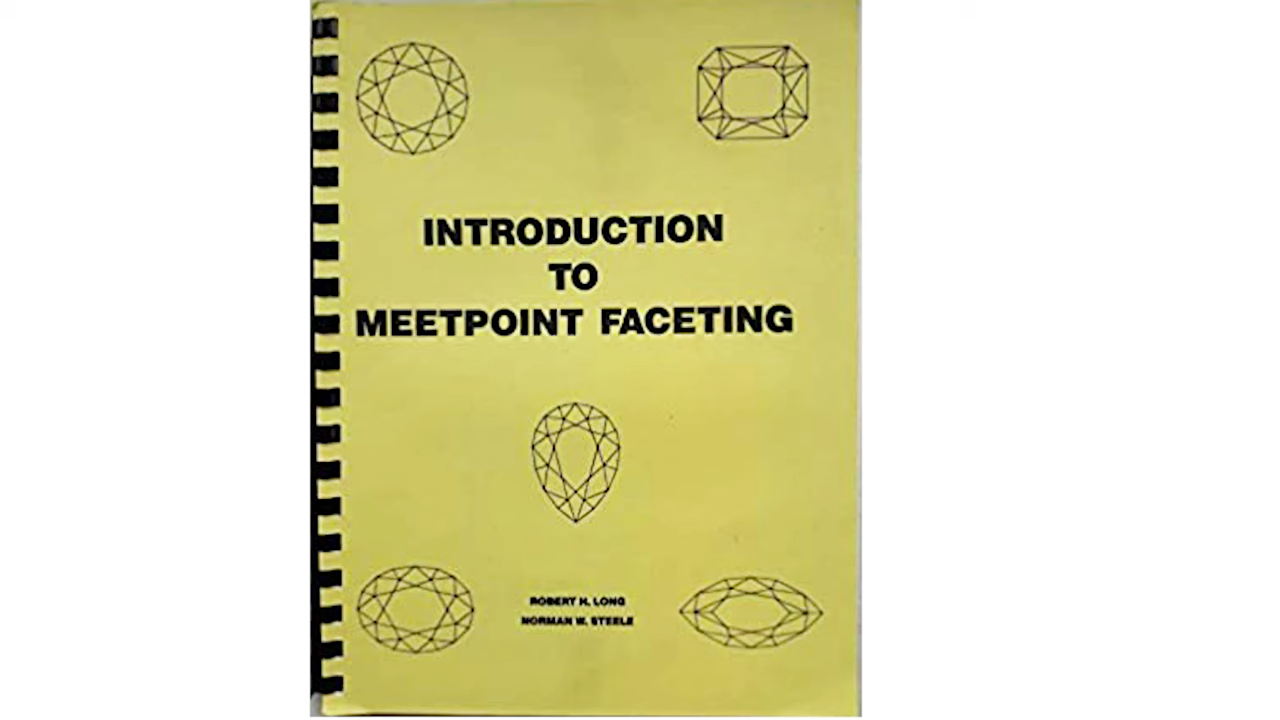 INTRODUCTION
TO
MEETPOINT FACETING
ROBERT H. LONG
NORMAN W. STEELE